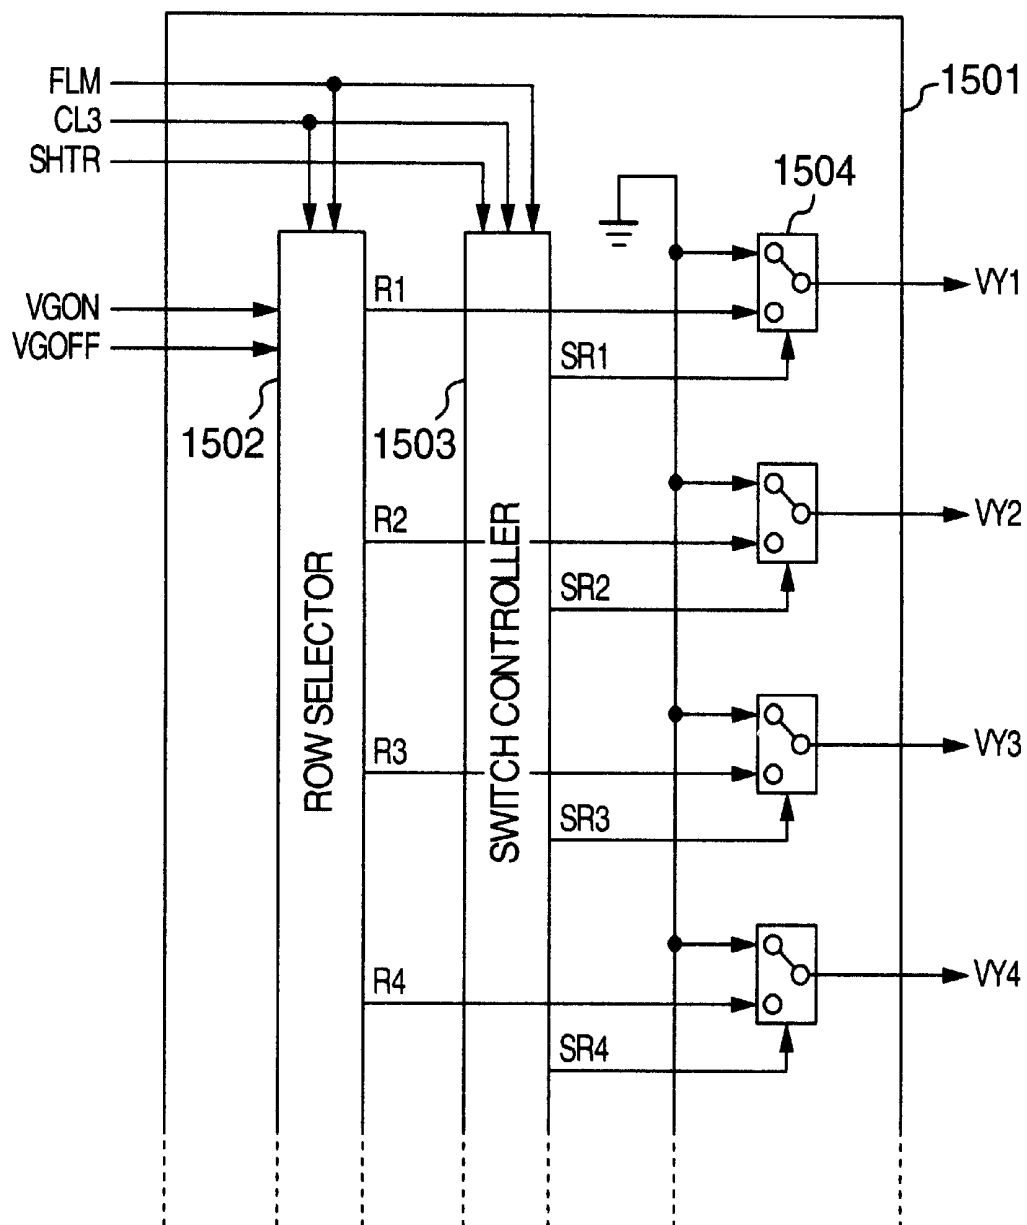 FLM
1501
CL3
SHTR
1504
R1
VY1
VGON
VGOFF
SR1
1502
1503
R2
VY2
SR2
ROW SELECTOR
SWITCH CONTROLLER
R3
VY3
SR3
R4
VY4
SR4